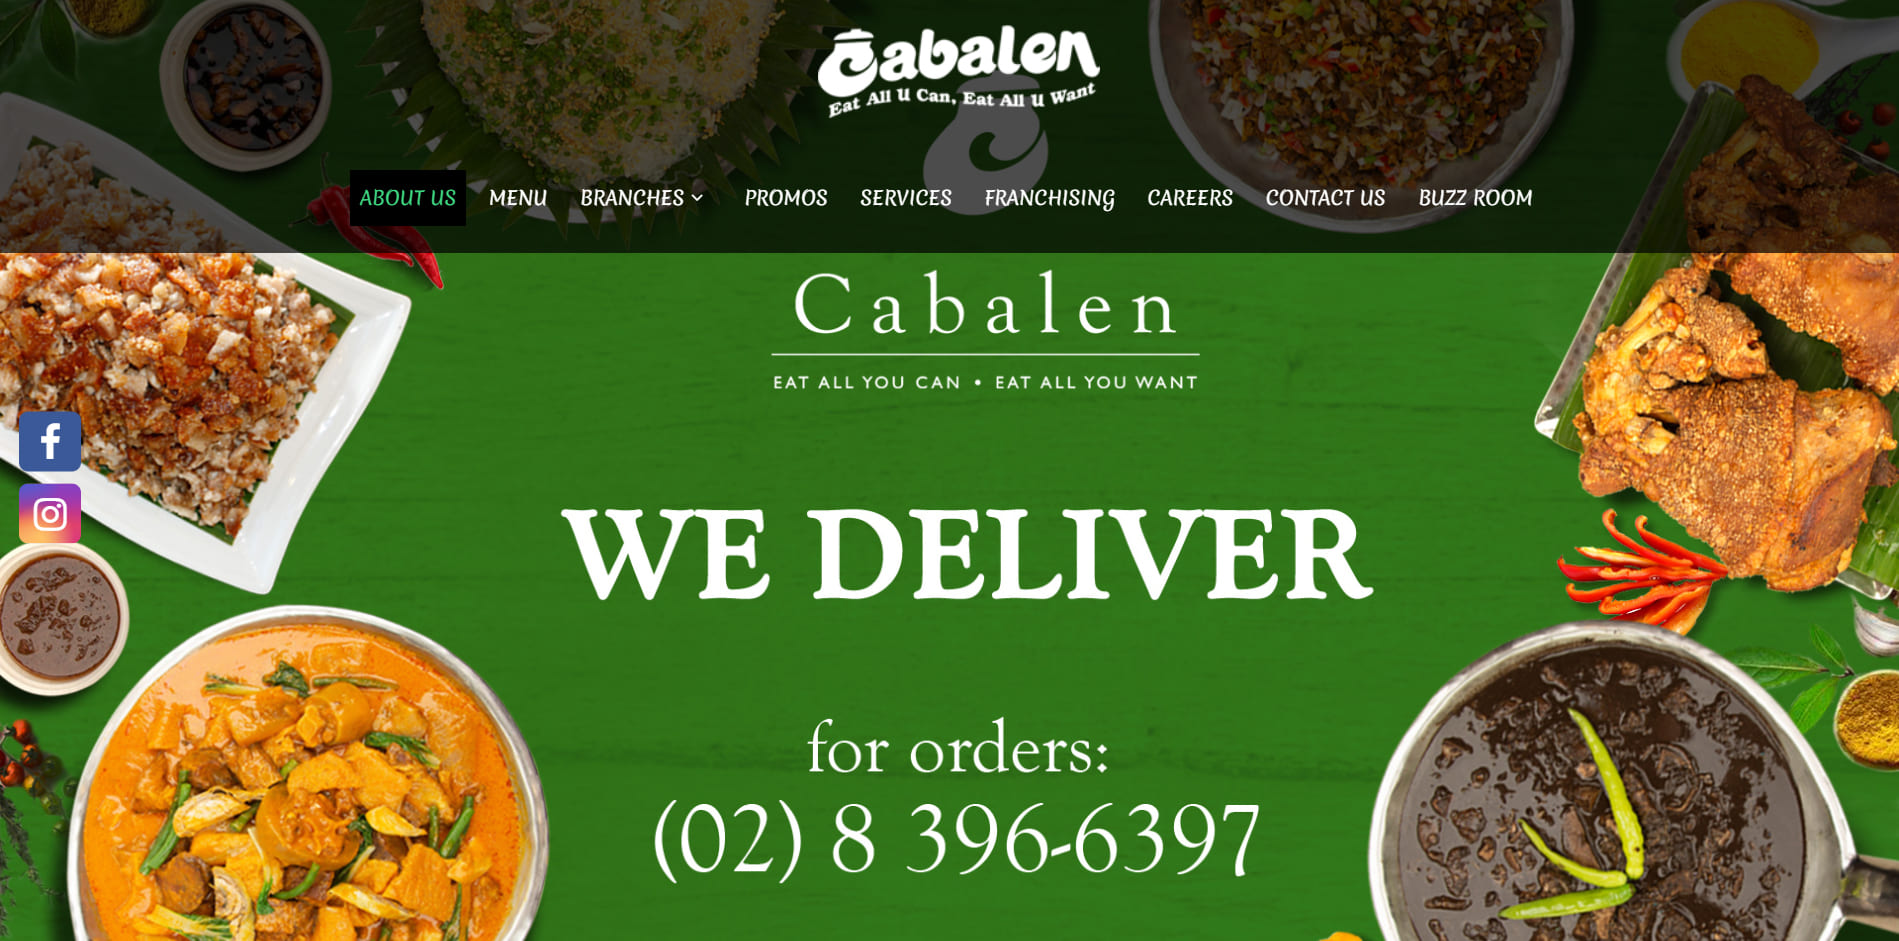 Cabalen
Eat All U Can, Eat All U Want
ABOUT US MENU BRANCHES PROMOS SERVICES FRANCHISING CAREERS CONTACT US BUZZ ROOM
Cabalen
EAT ALL YOU CAN • EAT ALL YOU WANT
WE DELIVER
for orders:
(02) 8 396-6397